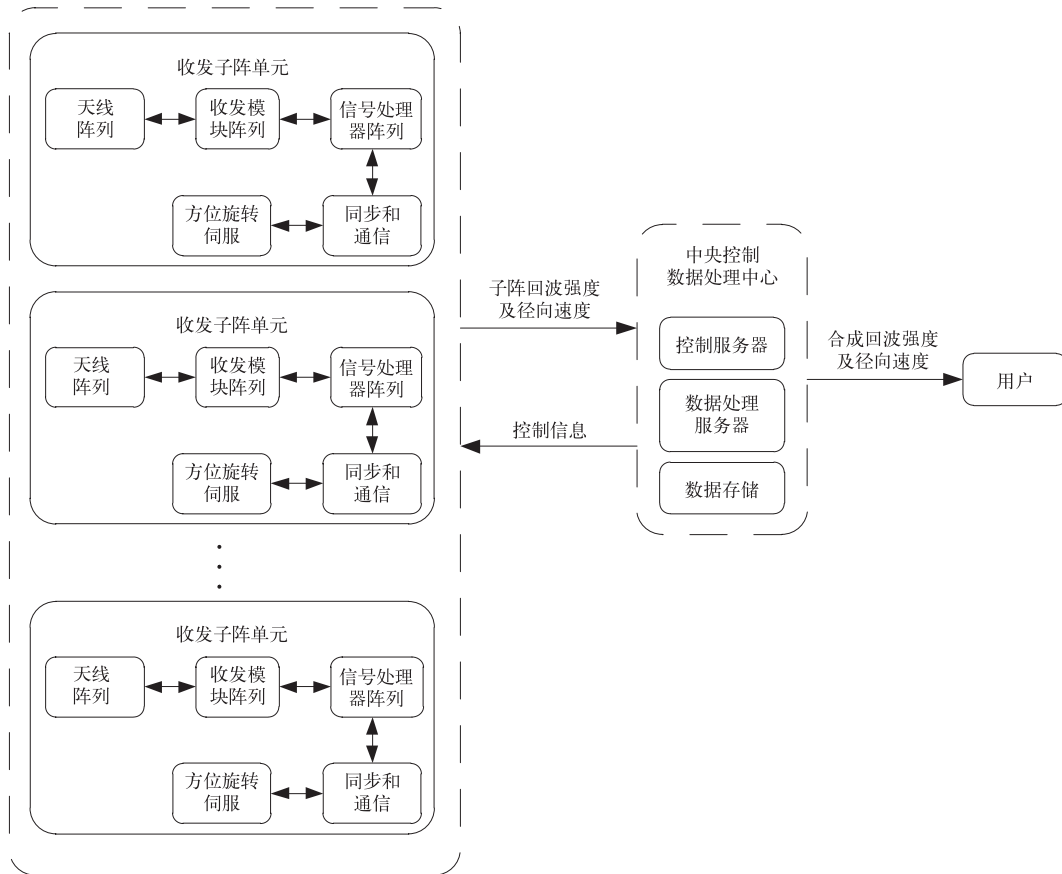 收发子阵单元
天线
阵列
收发模
块阵列
信号处理
器阵列
方位旋转
伺服
同步和
通信
收发子阵单元
天线
阵列
收发模
块阵列
信号处理
器阵列
方位旋转
伺服
同步和
通信
收发子阵单元
天线
阵列
收发模
块阵列
信号处理
器阵列
方位旋转
伺服
同步和
通信
子阵回波强度
及径向速度
控制信息
中央控制
数据处理中心
控制服务器
数据处理
服务器
数据存储
合成回波强度
及径向速度
用户